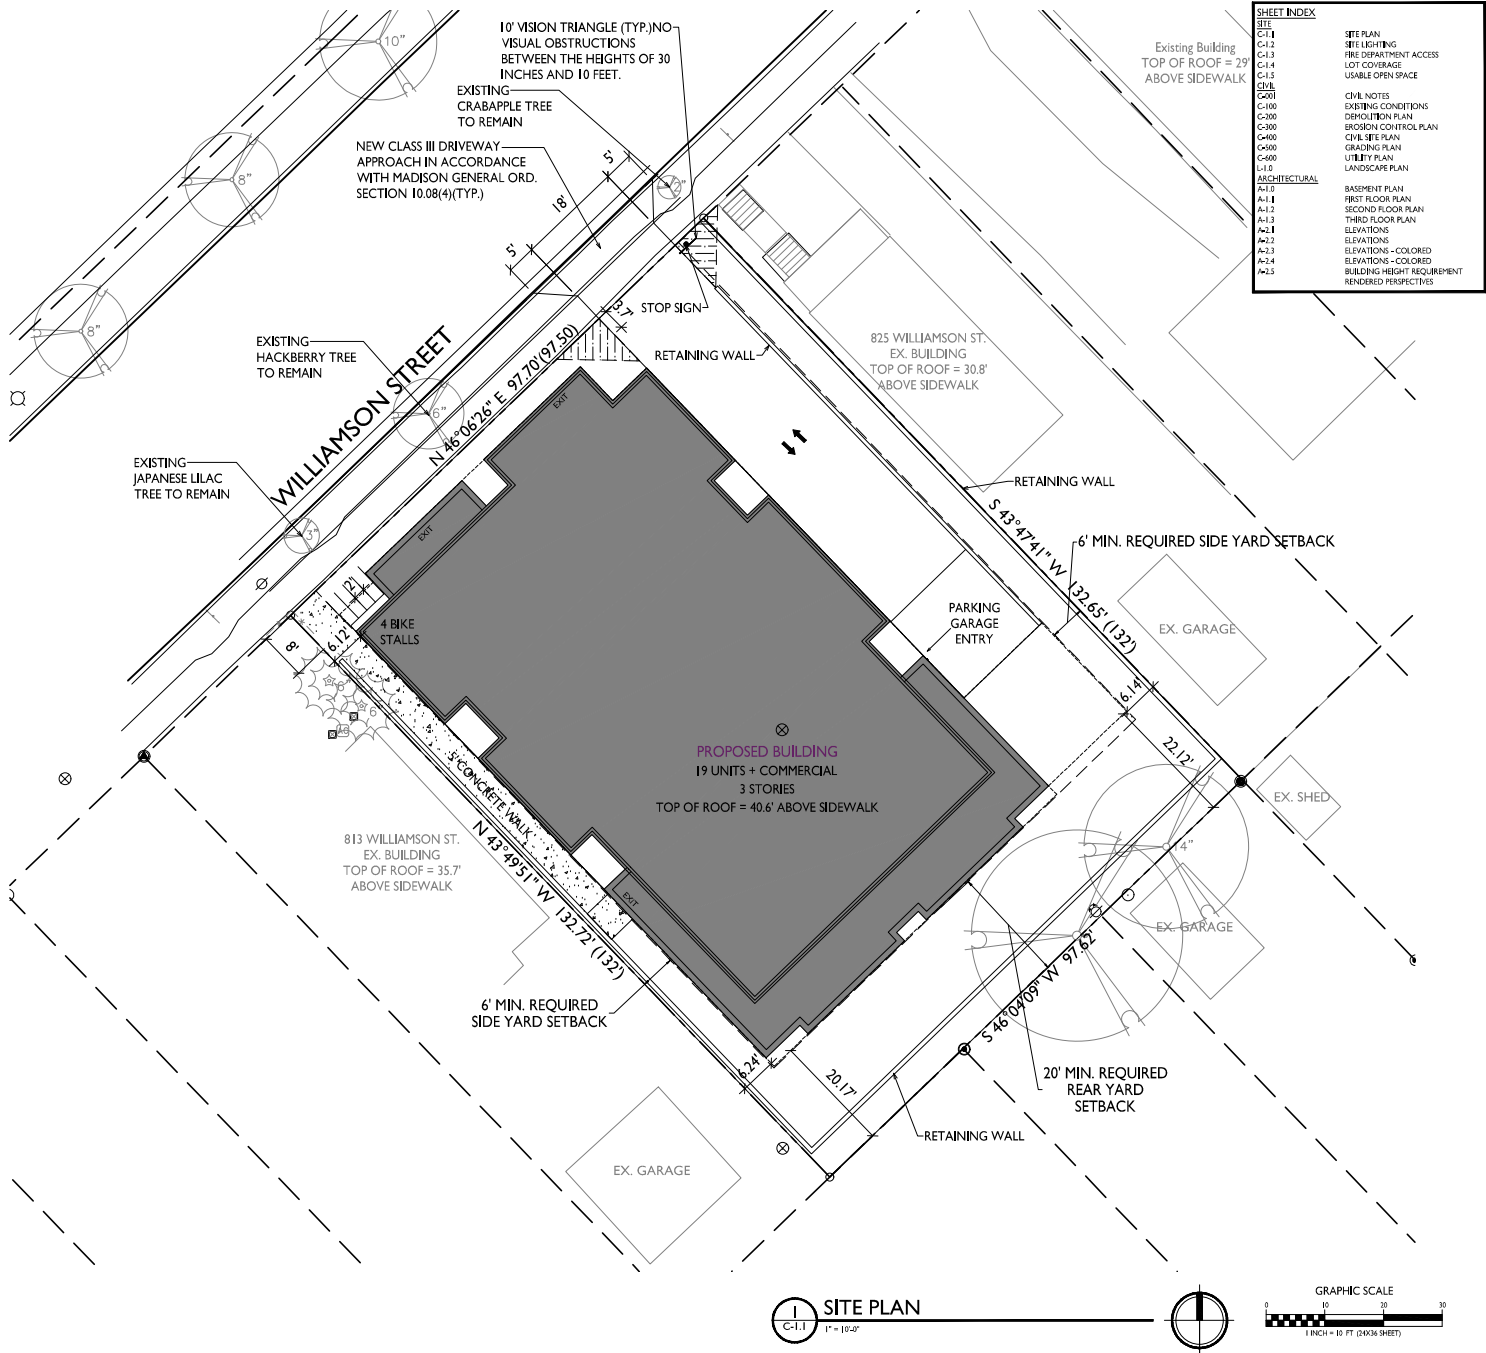 10' VISION TRIANGLE (TYP.)NO
VISUAL OBSTRUCTIONS
BETWEEN THE HEIGHTS OF 30
INCHES AND 10 FEET.
EXISTING
CRABAPPLE TREE
TO REMAIN
NEW CLASS III DRIVEWAY
APPROACH IN ACCORDANCE
WITH MADISON GENERAL ORD.
SECTION 10.08(4)(TYP.)
10"
8"
8"
5'
18'
5'
2"
3.7'
STOP SIGN
RETAINING WALL
Existing Building
TOP OF ROOF = 29'
ABOVE SIDEWALK
SHEET INDEX
SITE
C-1.1 SITE PLAN
C-1.2 SITE LIGHTING
C-1.3 FIRE DEPARTMENT ACCESS
C-1.4 LOT COVERAGE
C-1.5 USABLE OPEN SPACE
CIVIL
C-001 CIVIL NOTES
C-100 EXISTING CONDITIONS
C-200 DEMOLITION PLAN
C-300 EROSION CONTROL PLAN
C-400 CIVIL SITE PLAN
C-500 GRADING PLAN
C-600 UTILITY PLAN
L-1.0 LANDSCAPE PLAN
ARCHITECTURAL
A-1.0 BASEMENT PLAN
A-1.1 FIRST FLOOR PLAN
A-1.2 SECOND FLOOR PLAN
A-1.3 THIRD FLOOR PLAN
A-2.1 ELEVATIONS
A-2.2 ELEVATIONS
A-2.3 ELEVATIONS - COLORED
A-2.4 ELEVATIONS - COLORED
A-2.5 BUILDING HEIGHT REQUIREMENT
RENDERED PERSPECTIVES
EXISTING
HACKBERRY TREE
TO REMAIN
WILLIAMSON STREET
N 46°06'26" E 97.70'(97.50)
6"
EXISTING
JAPANESE LILAC
TREE TO REMAIN
3"
825 WILLIAMSON ST.
EX. BUILDING
TOP OF ROOF = 30.8'
ABOVE SIDEWALK
RETAINING WALL
S 43°47'41" W 132.65' (132')
6' MIN. REQUIRED SIDE YARD SETBACK
EXIT
EXIT
12'
4 BIKE
STALLS
8'
6.12'
6"
6
PARKING
GARAGE
ENTRY
EX. GARAGE
6.14'
22.12'
PROPOSED BUILDING
19 UNITS + COMMERCIAL
3 STORIES
TOP OF ROOF = 40.6' ABOVE SIDEWALK
5' CONCRETE WALK
EX. SHED
813 WILLIAMSON ST.
EX. BUILDING
TOP OF ROOF = 35.7'
ABOVE SIDEWALK
N 43°49'51" W 132.72' (132')
14"
EXIT
EX. GARAGE
S 46°04'09" W 97.62'
6' MIN. REQUIRED
SIDE YARD SETBACK
6.24'
20.17'
20' MIN. REQUIRED
REAR YARD
SETBACK
RETAINING WALL
EX. GARAGE
1
C-1.1
SITE PLAN
1" = 10'-0"
GRAPHIC SCALE
0 10 20 30
1 INCH = 10 FT (24X36 SHEET)